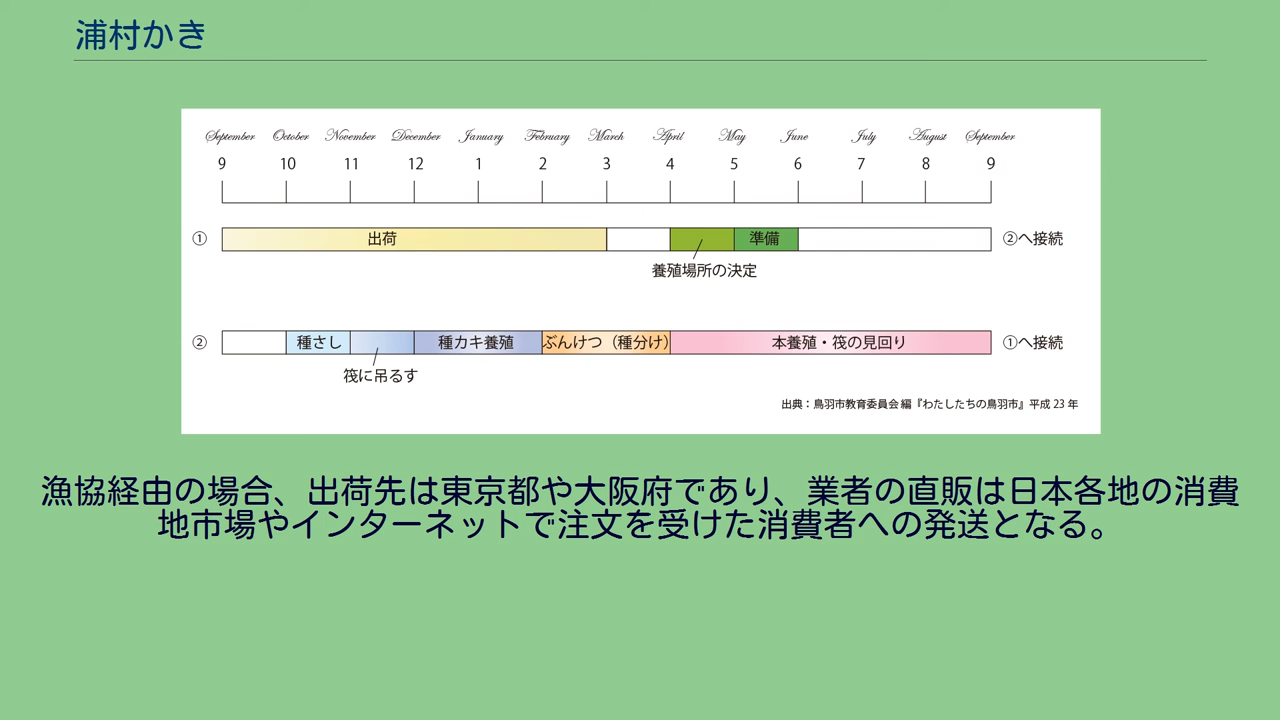 浦村かき
September October November December January February March April May June July August September
9 10 11 12 1 2 3 4 5 6 7 8 9
① 出荷 準備 ②へ接続
養殖場所の決定
② 種さし 種カキ養殖 ぶんけつ（種分け） 本養殖・筏の見回り ①へ接続
筏に吊るす
出典：鳥羽市教育委員会編『わたしたちの鳥羽市』平成23年
漁協経由の場合、出荷先は東京都や大阪府であり、業者の直販は日本各地の消費
地市場やインターネットで注文を受けた消費者への発送となる。